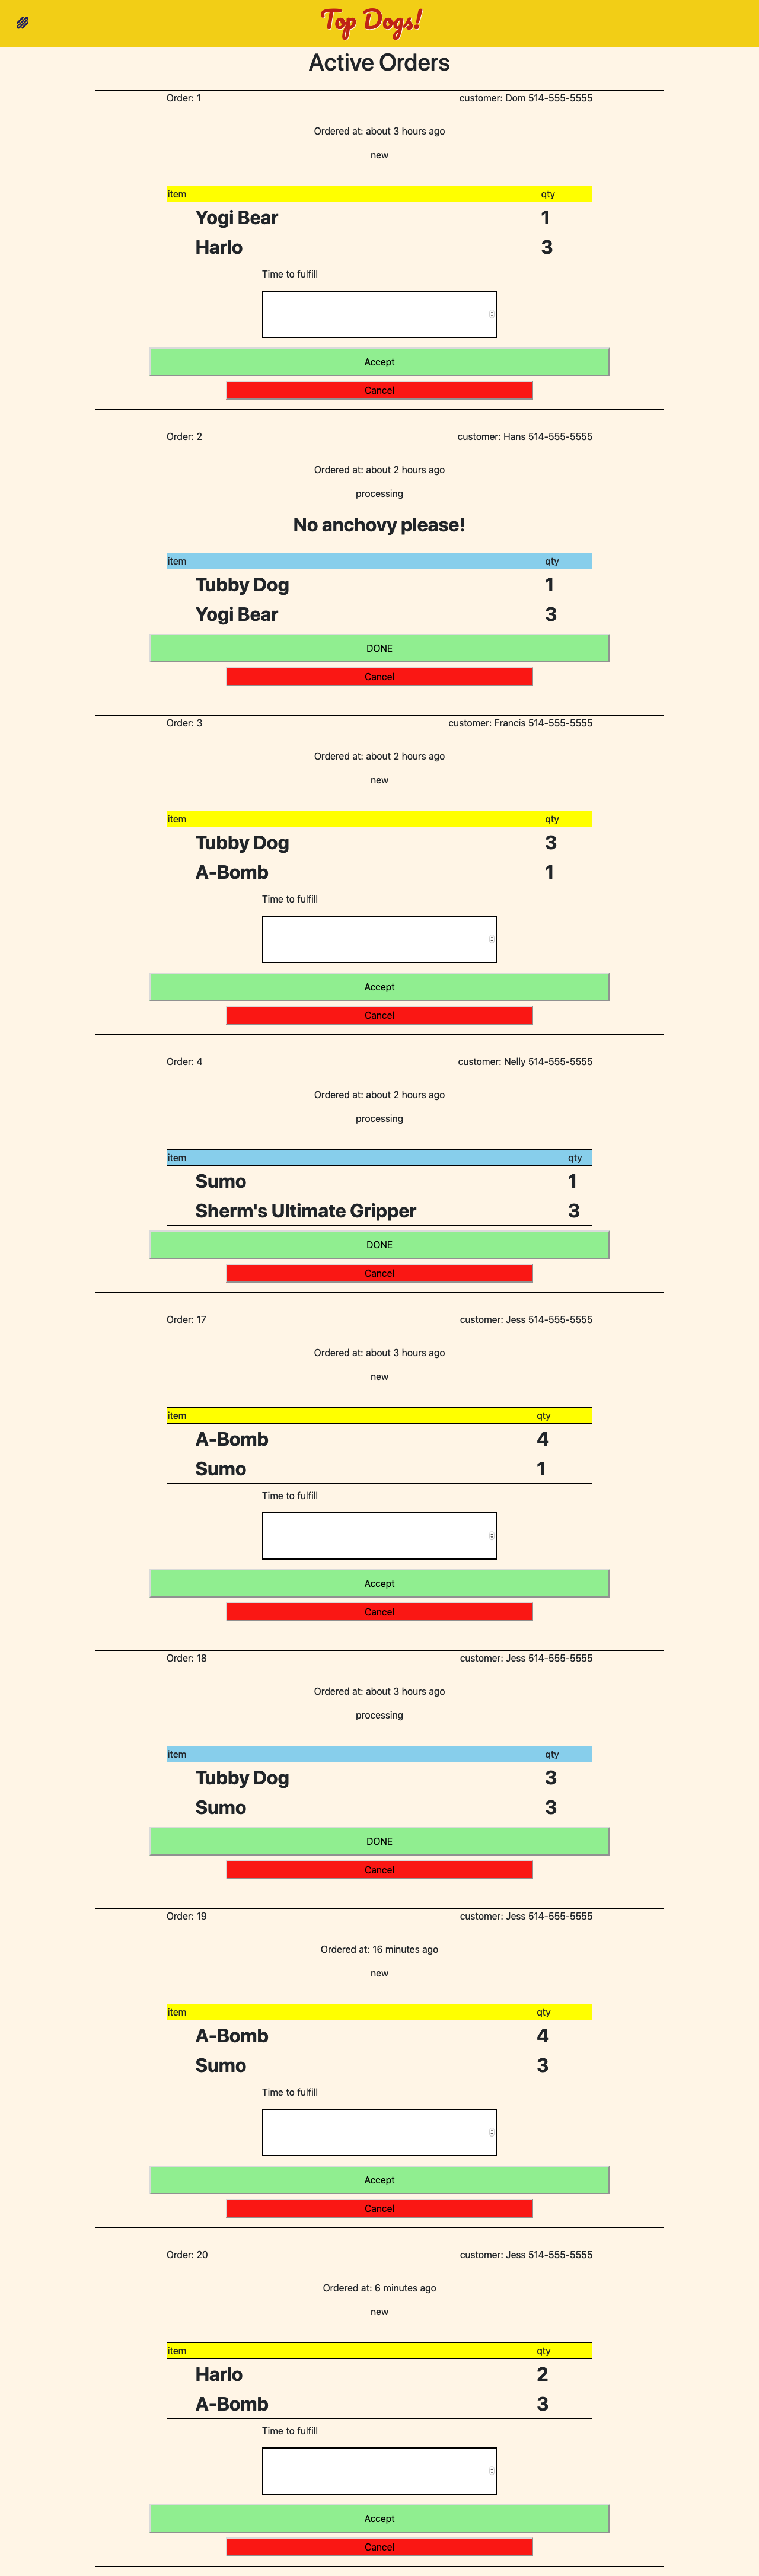 Top Dogs!
Active Orders
Order: 1 customer: Dom 514-555-5555
Ordered at: about 3 hours ago
new
item qty
Yogi Bear 1
Harlo 3
Time to fulfill
Accept
Cancel
Order: 2 customer: Hans 514-555-5555
Ordered at: about 2 hours ago
processing
No anchovy please!
item qty
Tubby Dog 1
Yogi Bear 3
DONE
Cancel
Order: 3 customer: Francis 514-555-5555
Ordered at: about 2 hours ago
new
item qty
Tubby Dog 3
A-Bomb 1
Time to fulfill
Accept
Cancel
Order: 4 customer: Nelly 514-555-5555
Ordered at: about 2 hours ago
processing
item qty
Sumo 1
Sherm's Ultimate Gripper 3
DONE
Cancel
Order: 17 customer: Jess 514-555-5555
Ordered at: about 3 hours ago
new
item qty
A-Bomb 4
Sumo 1
Time to fulfill
Accept
Cancel
Order: 18 customer: Jess 514-555-5555
Ordered at: about 3 hours ago
processing
item qty
Tubby Dog 3
Sumo 3
DONE
Cancel
Order: 19 customer: Jess 514-555-5555
Ordered at: 16 minutes ago
new
item qty
A-Bomb 4
Sumo 3
Time to fulfill
Accept
Cancel
Order: 20 customer: Jess 514-555-5555
Ordered at: 6 minutes ago
new
item qty
Harlo 2
A-Bomb 3
Time to fulfill
Accept
Cancel